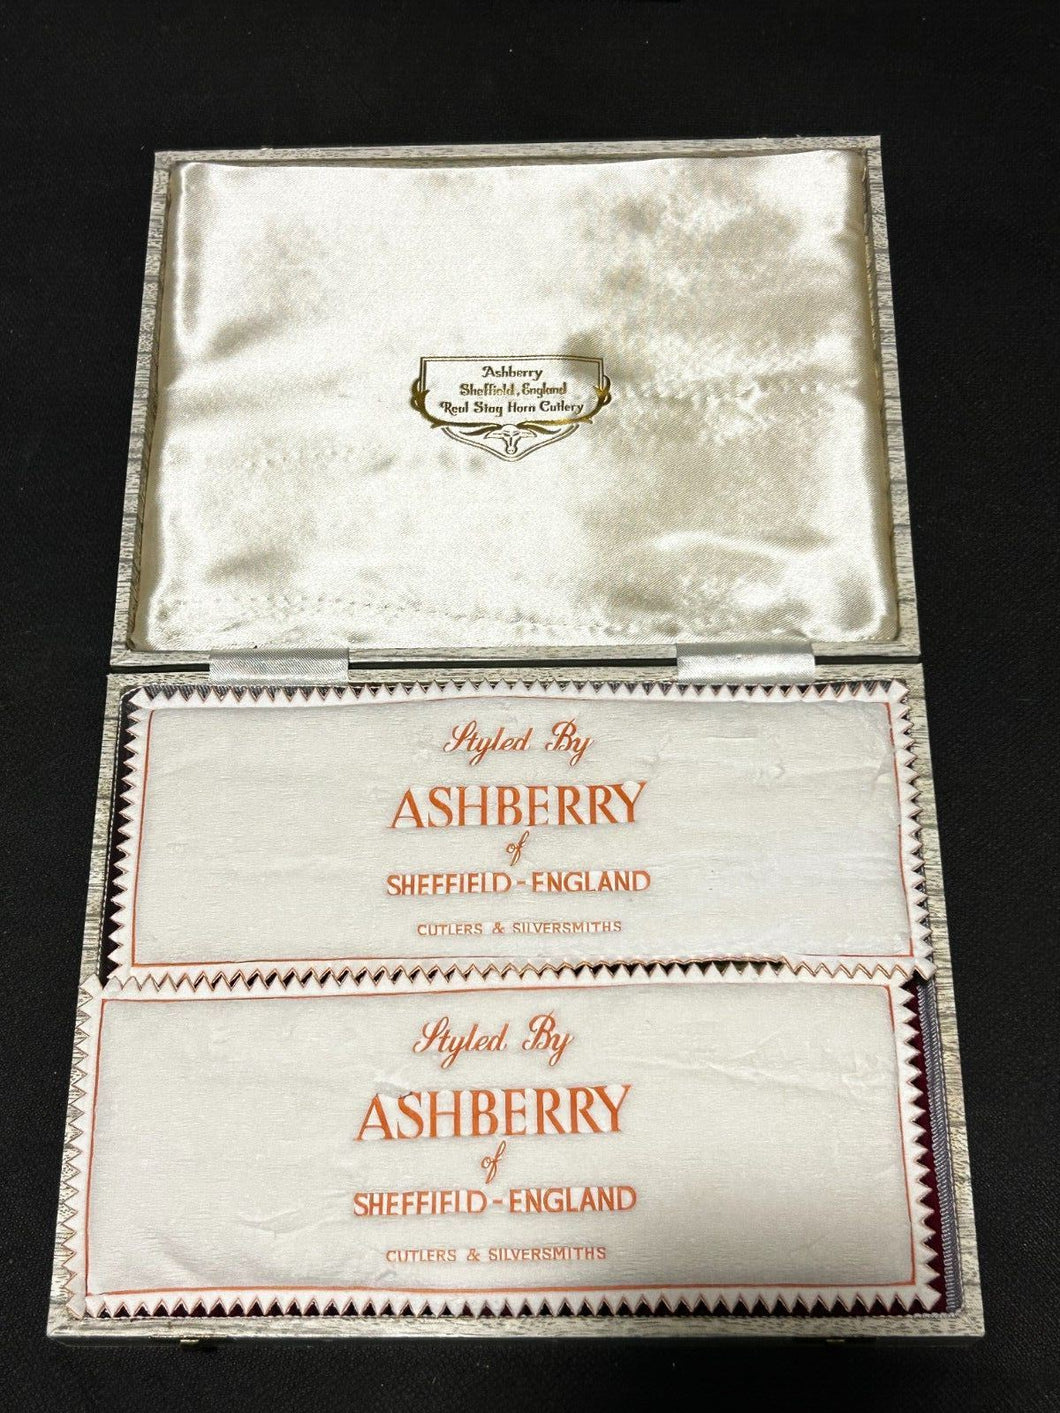 Ashberry
Sheffield, England
Real Stag Horn Cutlery
Styled By
ASHBERRY
of
SHEFFIELD-ENGLAND
CUTLERS & SILVERSMITHS
Styled By
ASHBERRY
of
SHEFFIELD-ENGLAND
CUTLERS & SILVERSMITHS